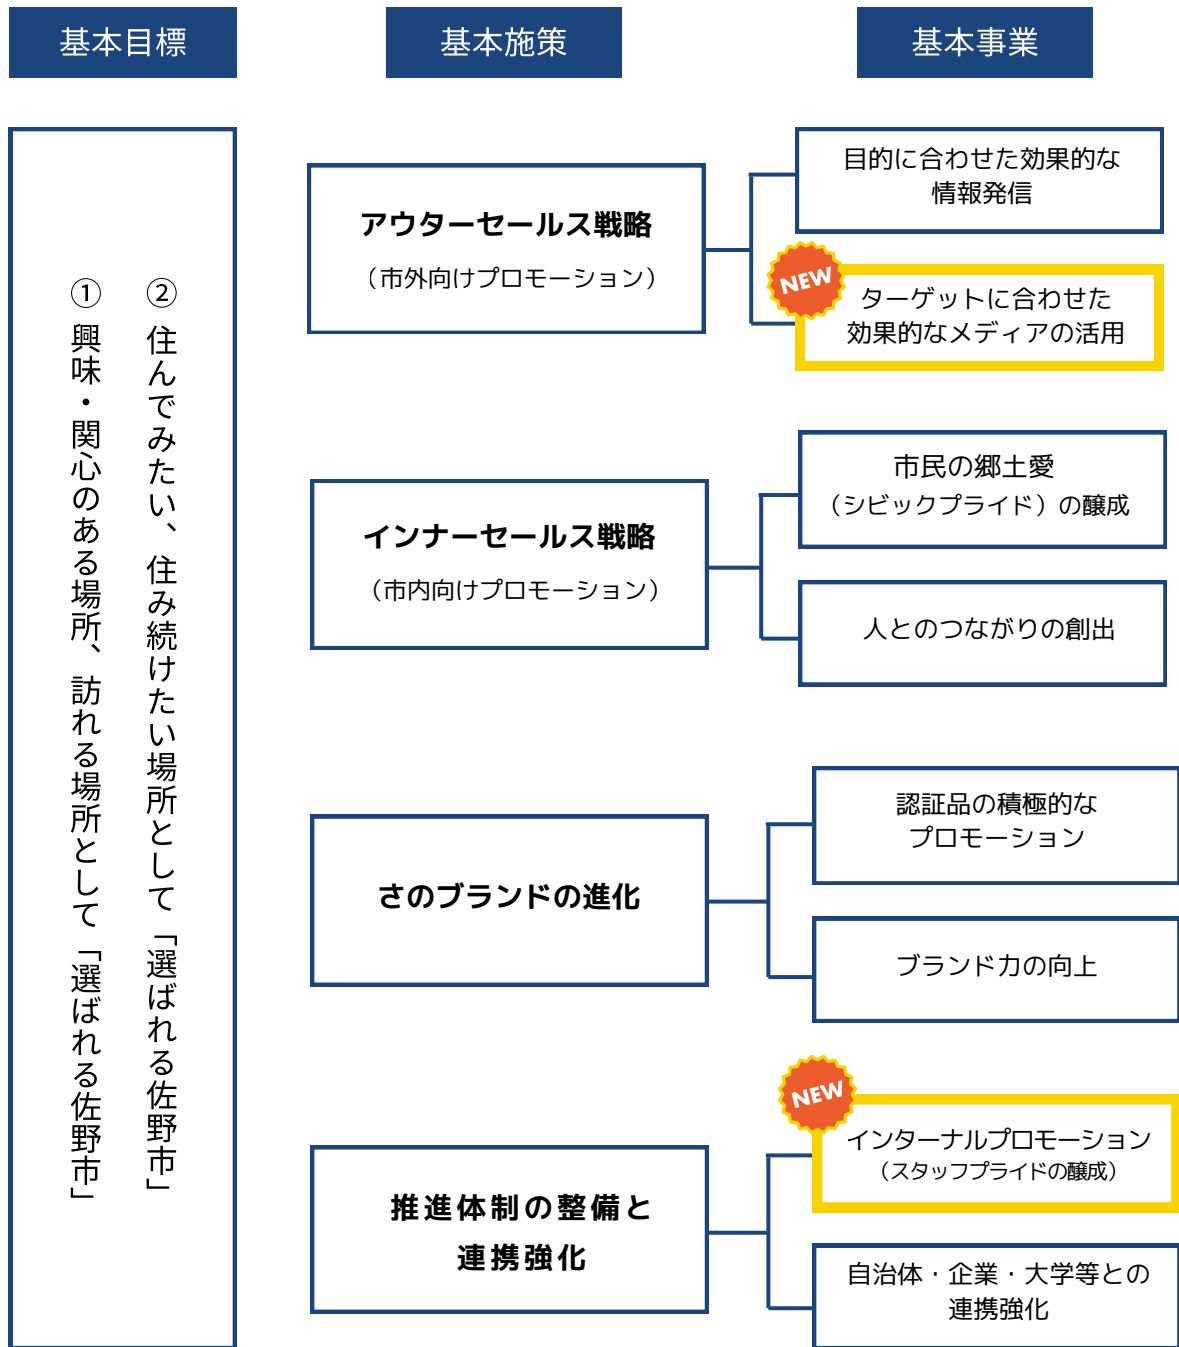 基本目標
基本施策
基本事業
① 興味・関心のある場所、訪れる場所として「選ばれる佐野市」
② 住んでみたい、住み続けたい場所として「選ばれる佐野市」
アウターセールス戦略
（市外向けプロモーション）
目的に合わせた効果的な
情報発信
NEW
ターゲットに合わせた
効果的なメディアの活用
インナーセールス戦略
（市内向けプロモーション）
市民の郷土愛
（シビックプライド）の醸成
人とのつながりの創出
さのブランドの進化
認証品の積極的な
プロモーション
ブランド力の向上
推進体制の整備と
連携強化
NEW
インターナルプロモーション
（スタッフプライドの醸成）
自治体・企業・大学等との
連携強化